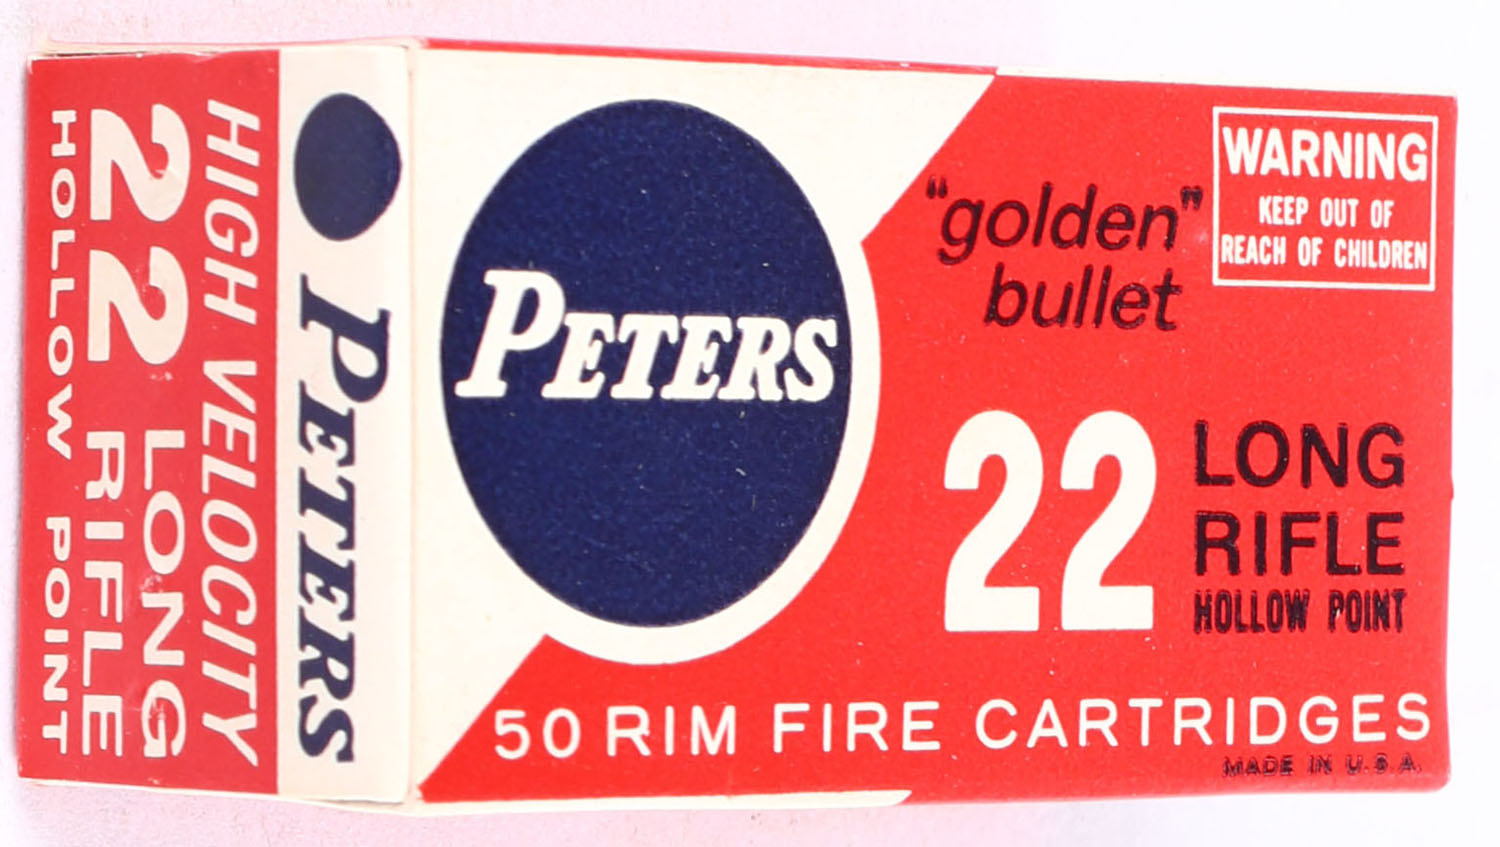 PETERS
HIGH VELOCITY
22 LONG
22 RIFLE
HOLLOW POINT
PETERS
"golden"
bullet
WARNING
KEEP OUT OF
REACH OF CHILDREN
22
LONG
RIFLE
HOLLOW POINT
50 RIM FIRE CARTRIDGES
MADE IN U.S.A.